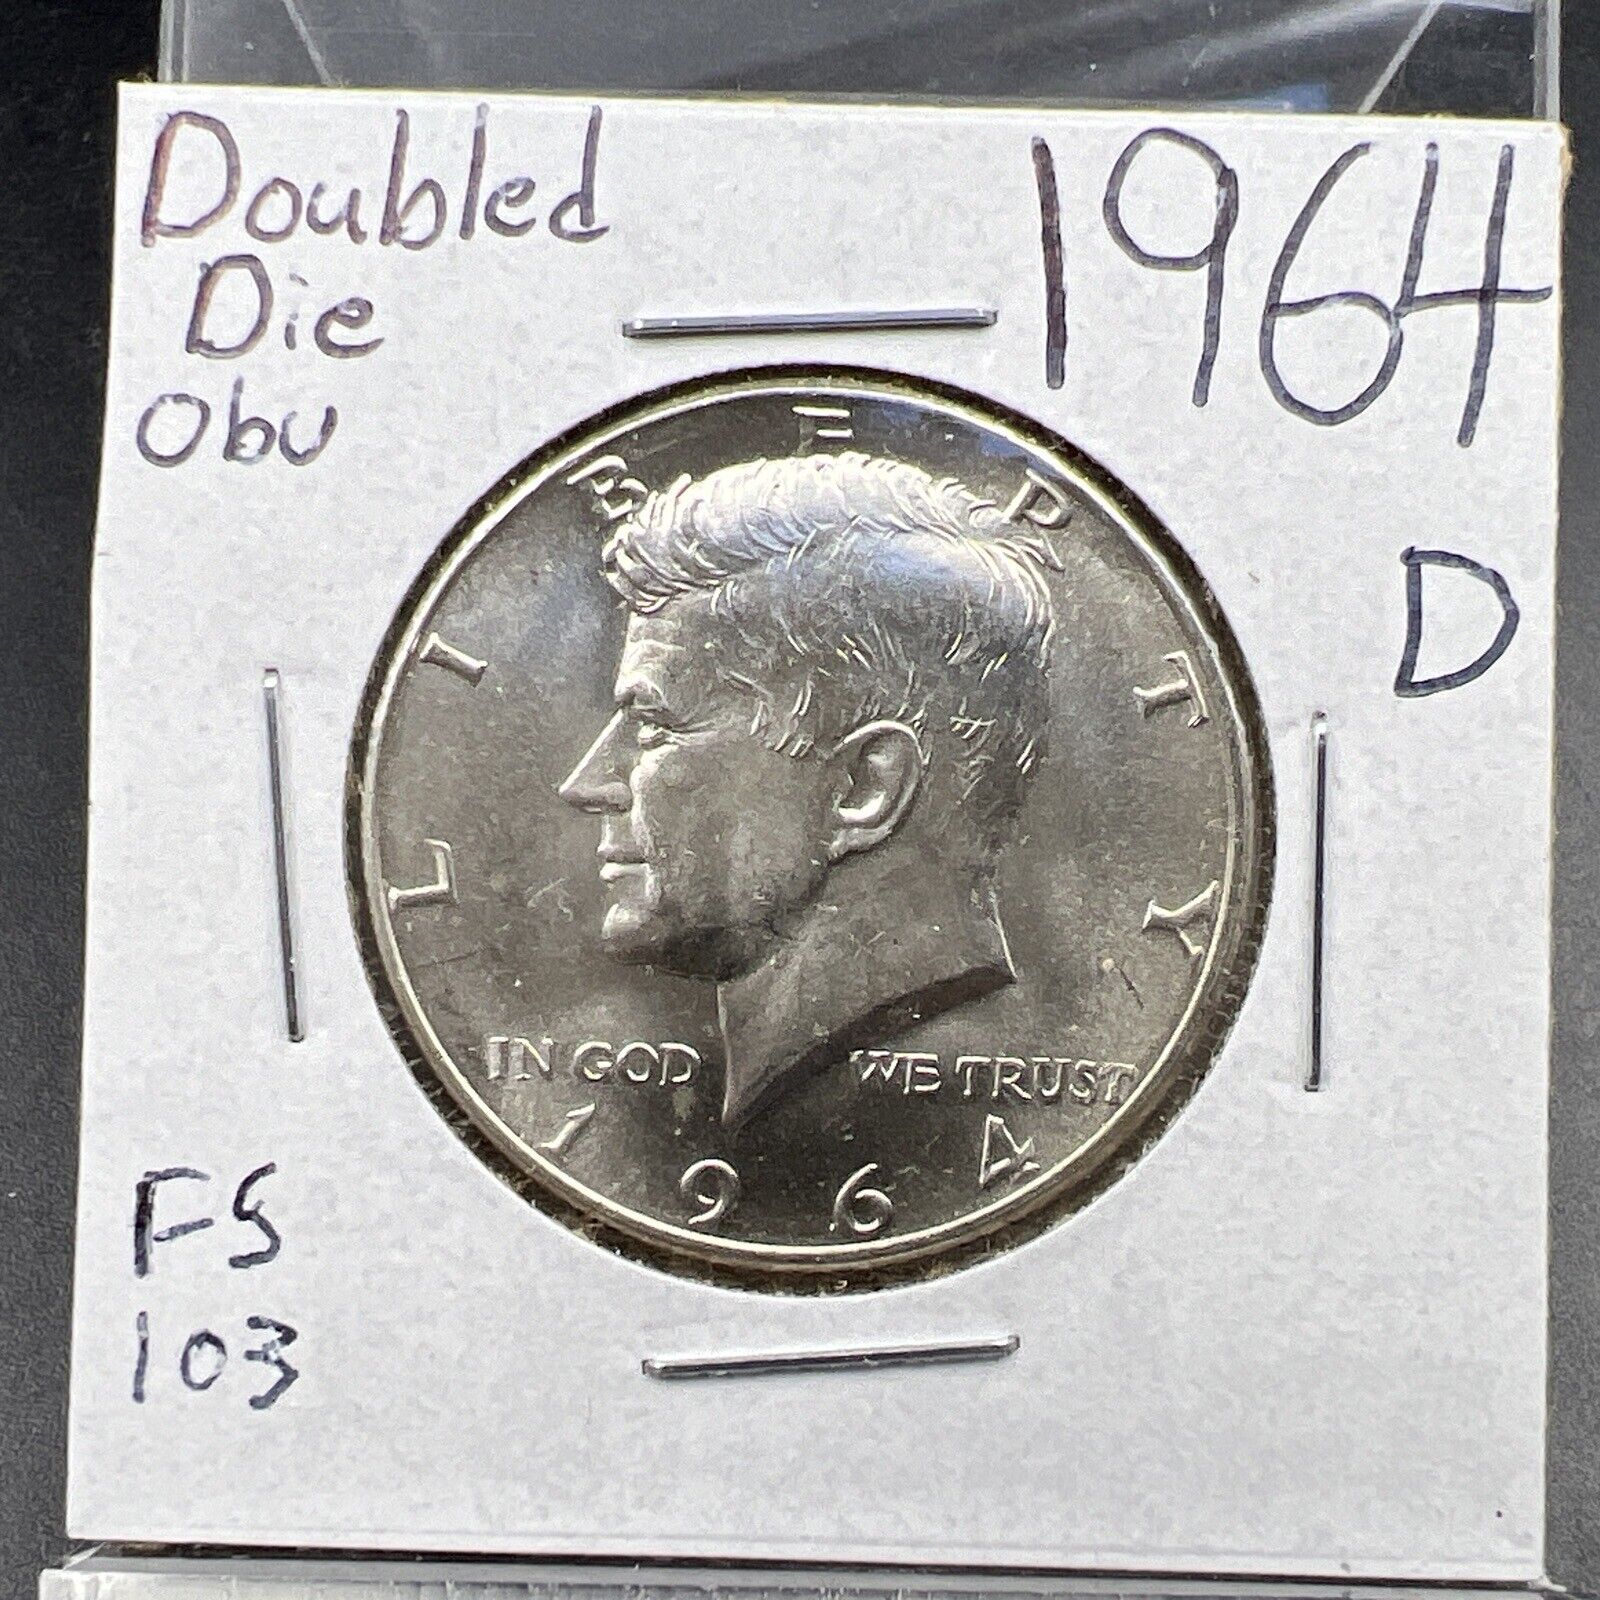 Doubled
Die
Obv
1964
D
LIBERTY
IN GOD WE TRUST
1964
FS
103